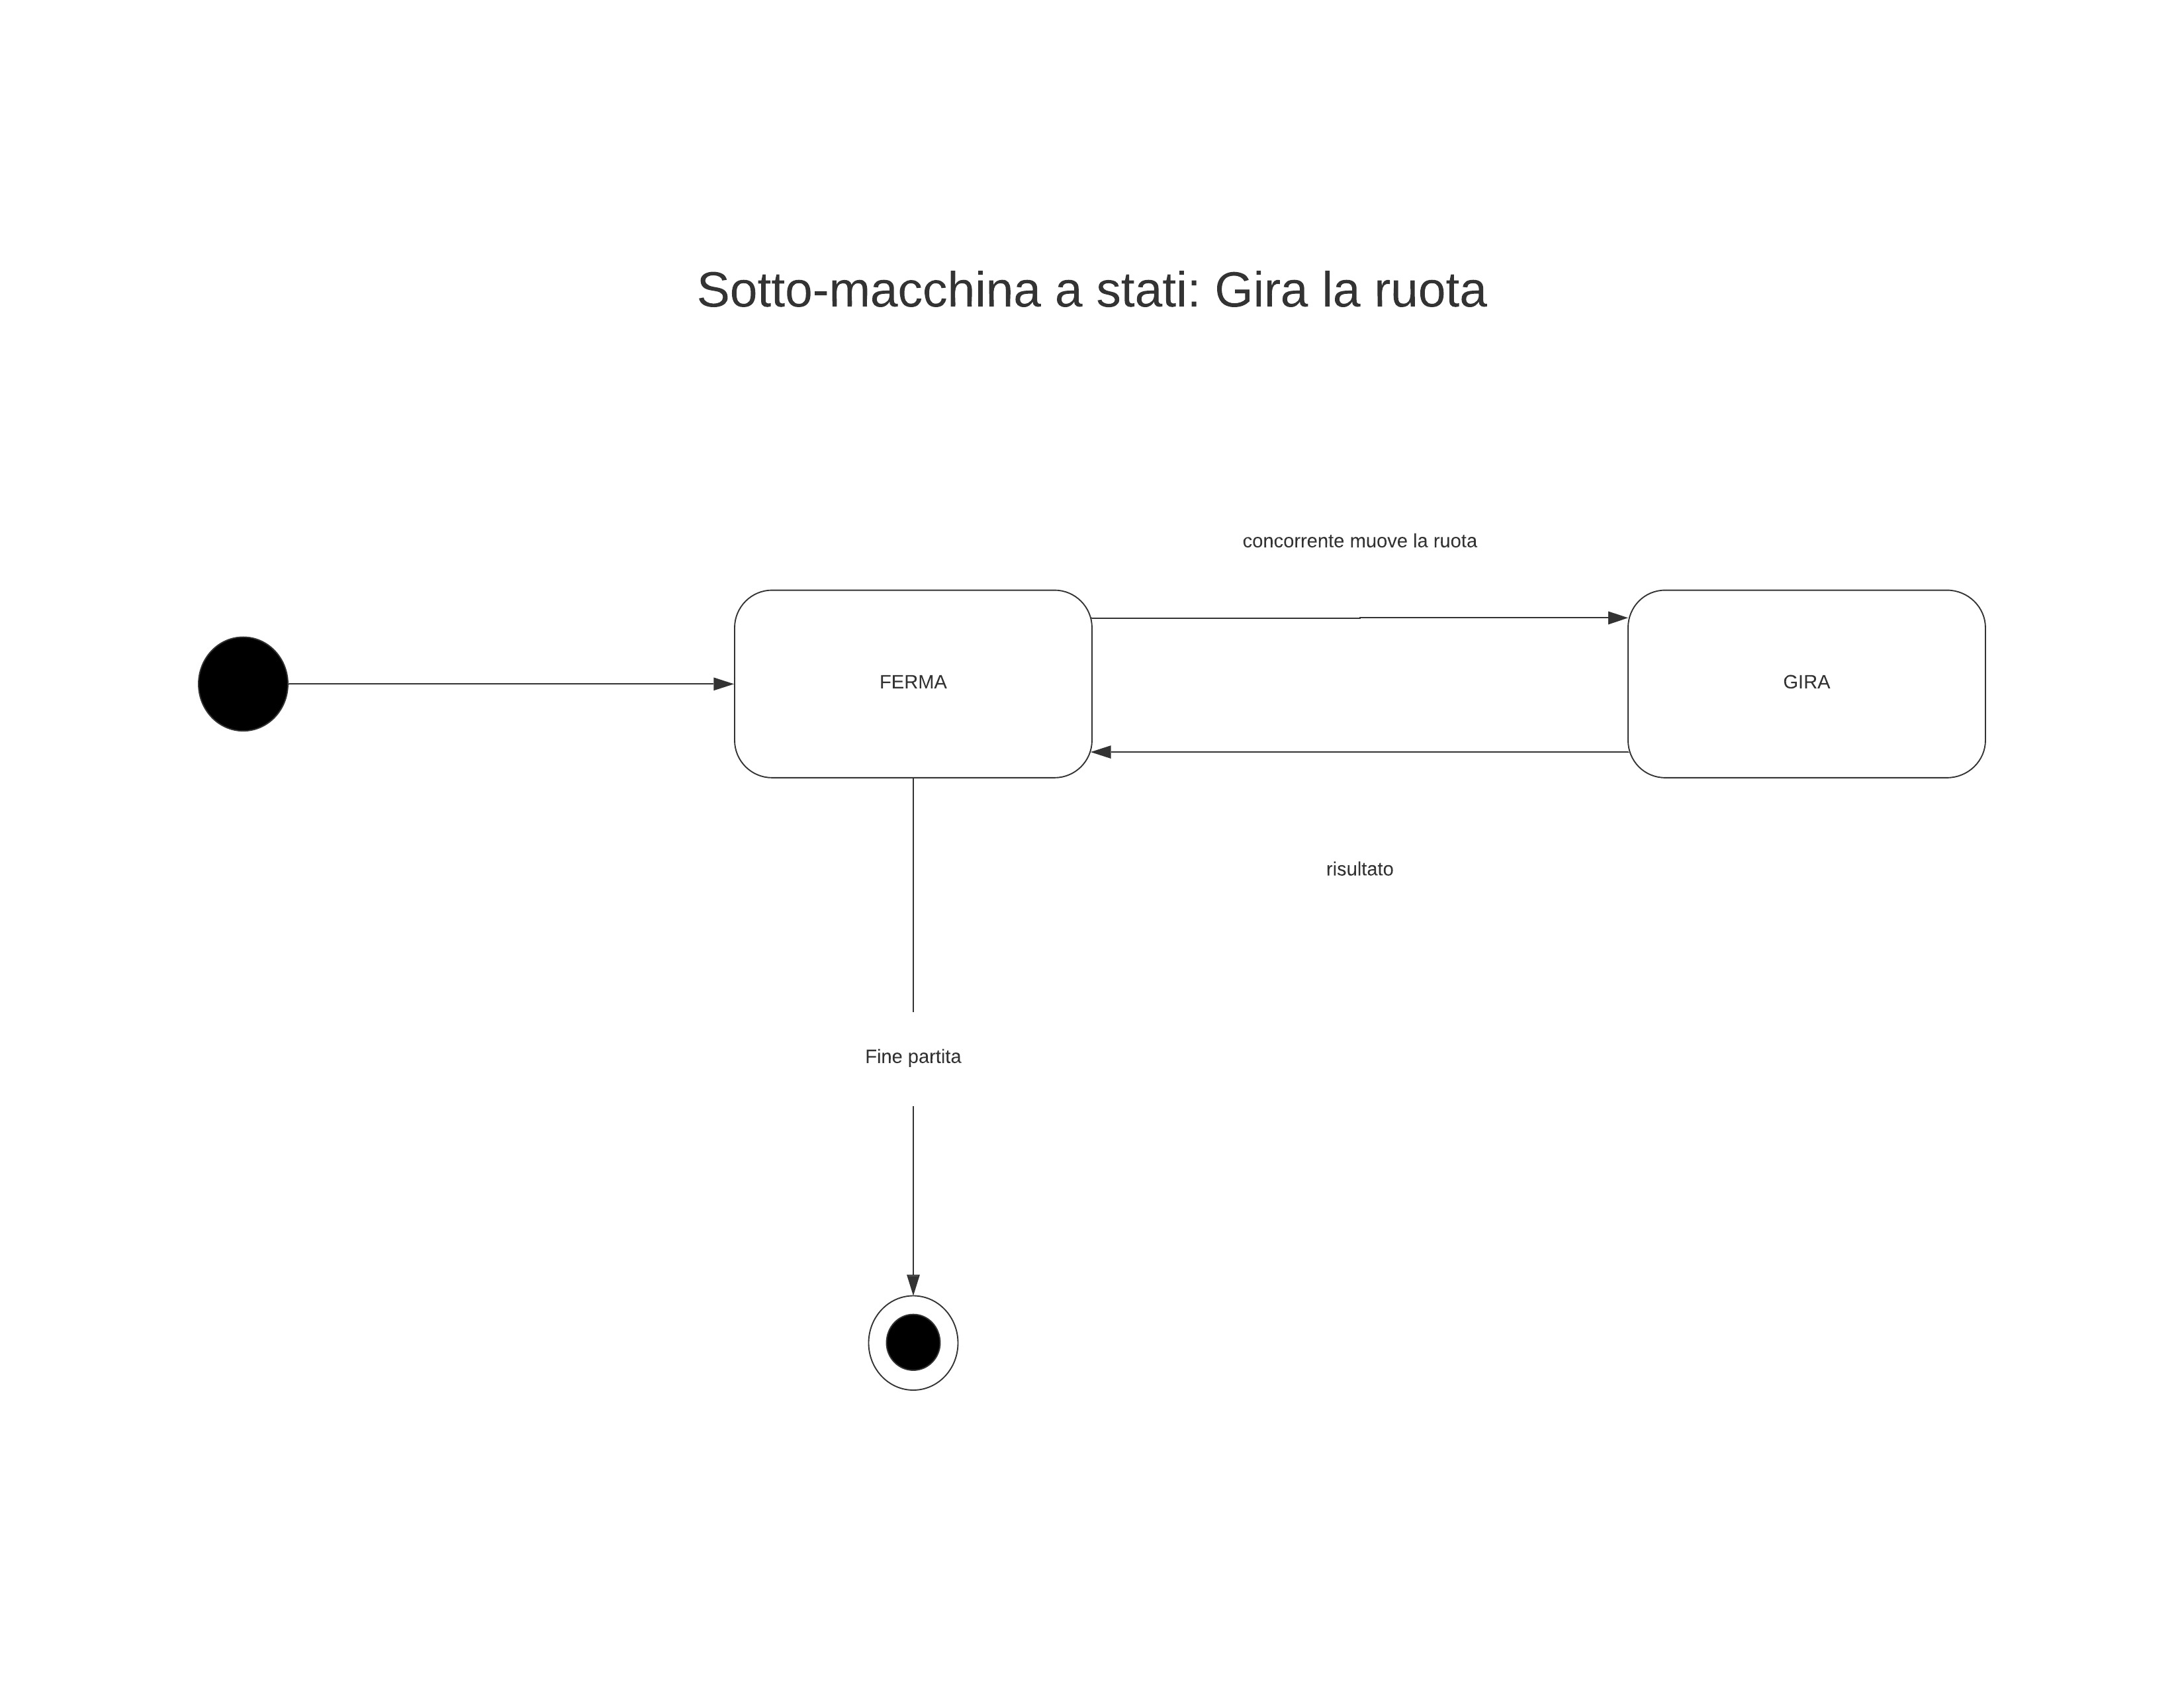 Sotto-macchina a stati: Gira la ruota
concorrente muove la ruota
FERMA
GIRA
risultato
Fine partita